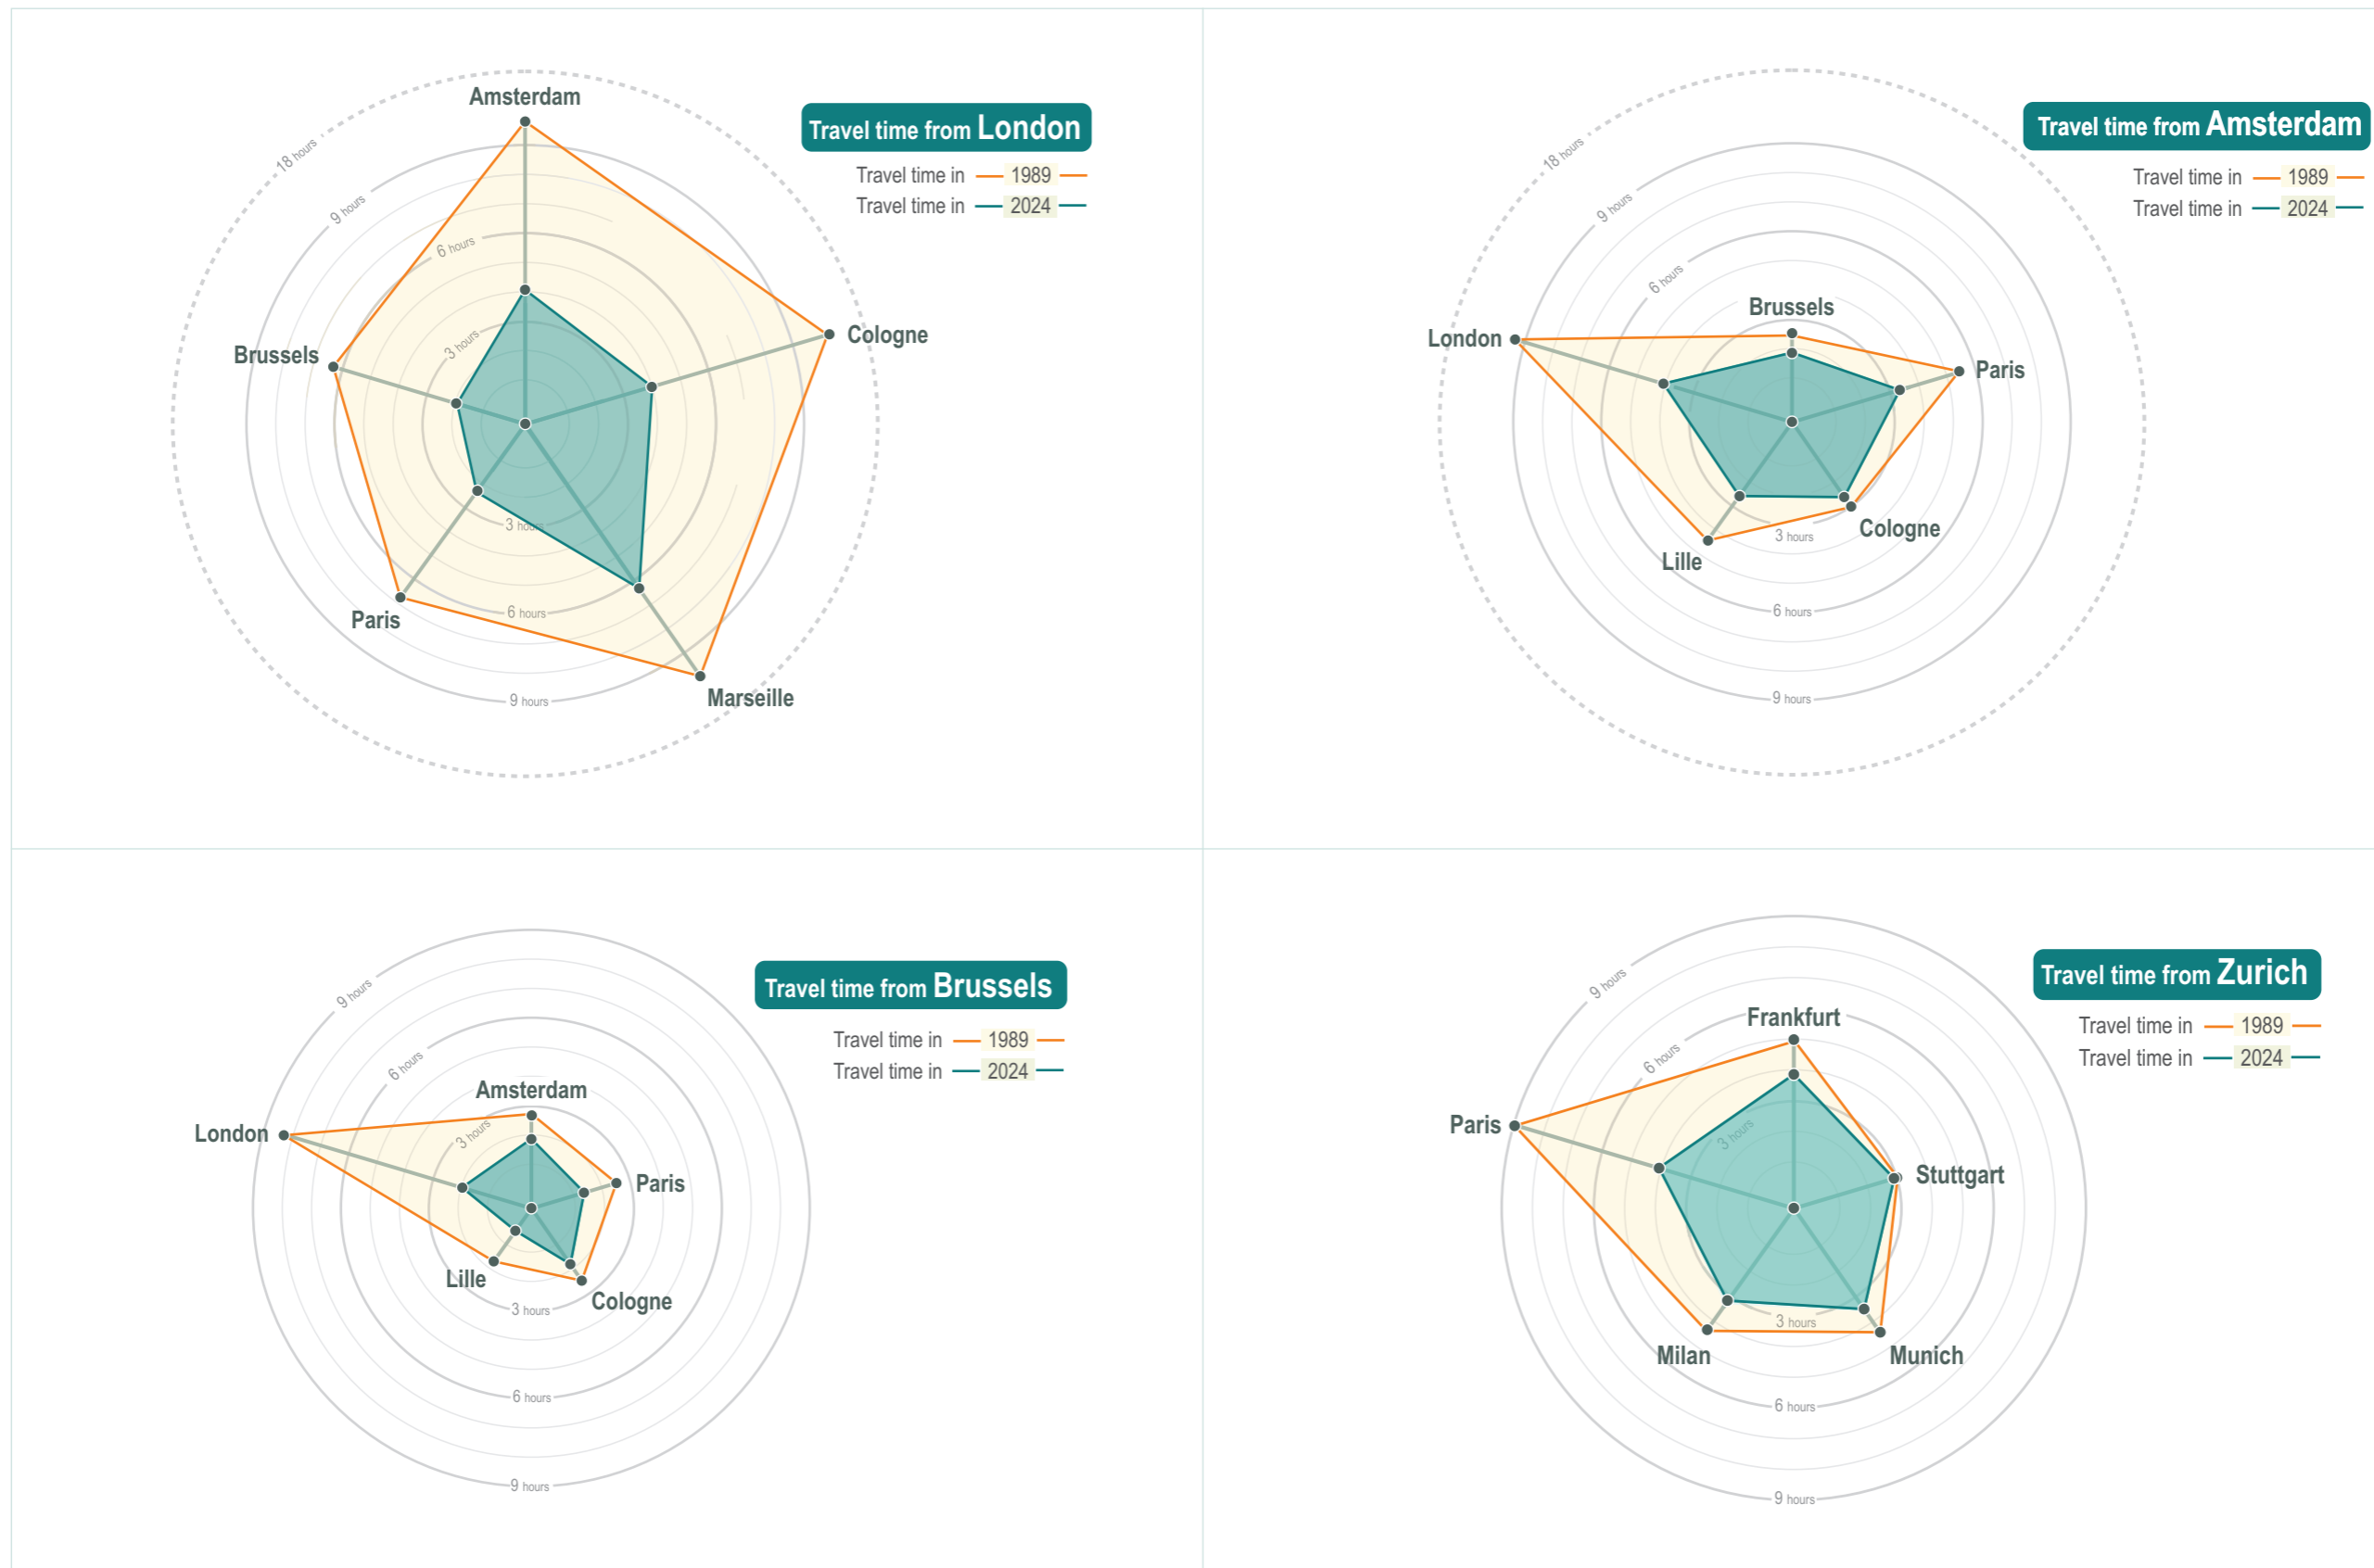 Amsterdam
Travel time from London
Travel time in 1989
Travel time in 2024
18 hours
9 hours
6 hours
3 hours
Cologne
Brussels
3 hours
6 hours
Paris
Marseille
9 hours
Travel time from Amsterdam
Travel time in 1989
Travel time in 2024
18 hours
9 hours
6 hours
Brussels
London
Paris
Cologne
3 hours
Lille
6 hours
9 hours
Travel time from Brussels
Travel time in 1989
Travel time in 2024
9 hours
6 hours
Amsterdam
3 hours
London
Paris
Lille
Cologne
3 hours
6 hours
9 hours
Travel time from Zurich
Travel time in 1989
Travel time in 2024
9 hours
Frankfurt
6 hours
Paris
3 hours
Stuttgart
3 hours
Milan
Munich
6 hours
9 hours